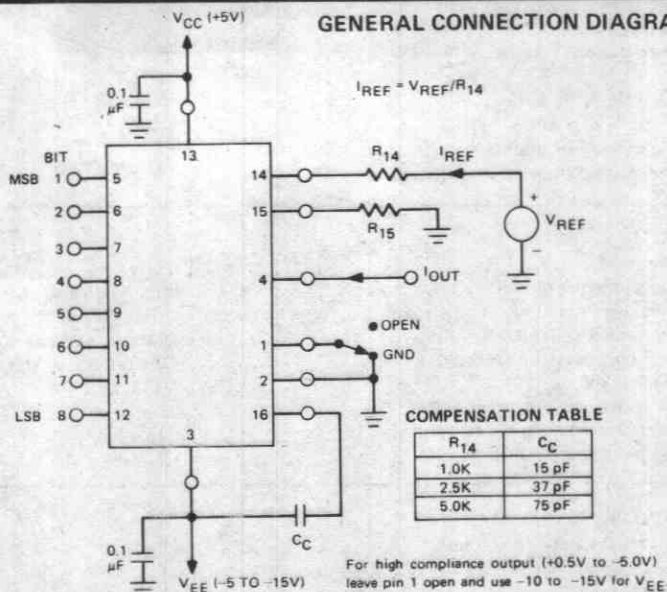 GENERAL CONNECTION DIAGRA
VCC (+5V)
IREF = VREF/R14
0.1
µF
13
BIT
MSB 1 5
2 6
3 7
4 8
5 9
6 10
7 11
LSB 8 12
14 R14 IREF
15 R15
+
VREF
−
4 IOUT
OPEN
1 GND
2
16
3
CC
0.1
µF
VEE (−5 TO −15V)
COMPENSATION TABLE
R14 CC
1.0K 15 pF
2.5K 37 pF
5.0K 75 pF
For high compliance output (+0.5V to −5.0V)
leave pin 1 open and use −10 to −15V for VEE